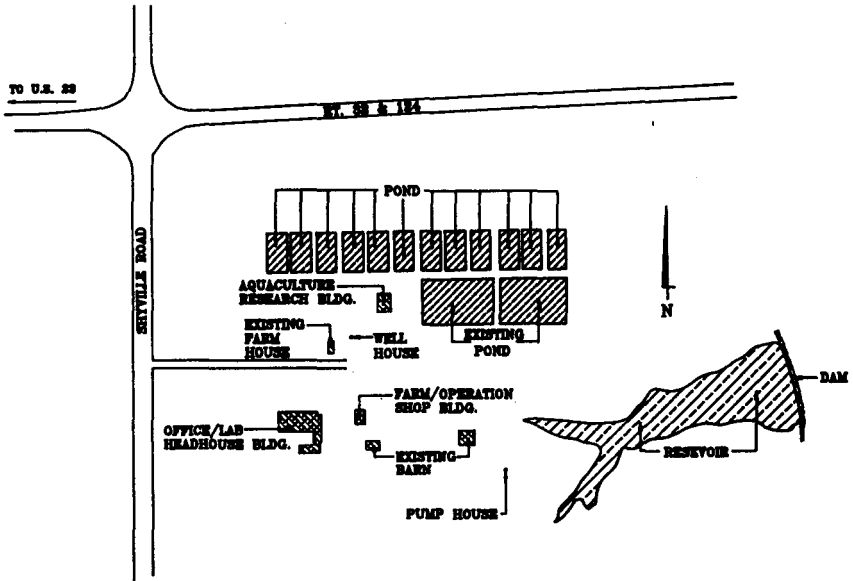 TO U.S. 23
RT. 32 & 124
POND
SHYVILLE ROAD
AQUACULTURE
RESEARCH BLDG.
EXISTING
FARM
HOUSE
WELL
HOUSE
EXISTING
POND
N
DAM
FARM/OPERATION
SHOP BLDG.
OFFICE/LAB
HEADHOUSE BLDG.
EXISTING
BARN
RESEVOIR
PUMP HOUSE